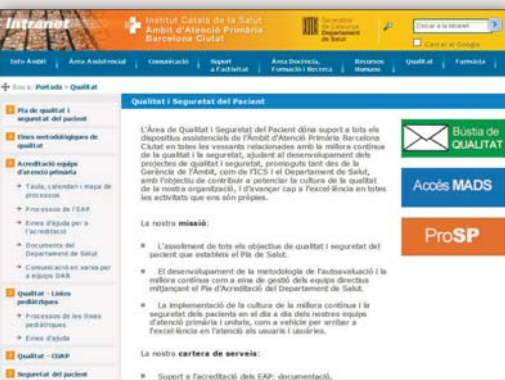 Intranet
Institut Català de la Salut
Àmbit d'Atenció Primària
Barcelona Ciutat
Generalitat
de Catalunya
Departament
de Salut
Cercar a la Intranet
Cercar al Google
Info Àmbit
Àrea Assistencial
Comunicació
Suport
a l'activitat
Àrea Docència,
Formació i Recerca
Recursos
Humans
Qualitat
Farmàcia
Sou a: Portada > Qualitat
Pla de qualitat i
seguretat del pacient
Eines metodològiques de
qualitat
Acreditació equips
d'atenció primària
Taula, calendari i mapa de
processos
Processos de l'EAP
Eines d'ajuda per a
l'acreditació
Documents del
Departament de Salut
Comunicació en xarxa per
a equips DAR
Qualitat - Línies
pediàtriques
Processos de les línies
pediàtriques
Eines d'ajuda
Qualitat - CUAP
Seguretat del pacient
Qualitat i Seguretat del Pacient
L'Àrea de Qualitat i Seguretat del Pacient dóna suport a tots els
dispositius assistencials de l'Àmbit d'Atenció Primària Barcelona
Ciutat en totes les vessants relacionades amb la millora contínua
de la qualitat i la seguretat, ajudant al desenvolupament dels
projectes de qualitat i seguretat, promoguts tant des de la
Gerència de l'Àmbit, com de l'ICS i el Departament de Salut,
amb l'objectiu de contribuir a potenciar la cultura de la qualitat
de la nostra organització, i d'avançar cap a l'excel·lència en totes
les activitats que ens són pròpies.
La nostra missió:
L'assoliment de tots els objectius de qualitat i seguretat del
pacient que estableix el Pla de Salut.
El desenvolupament de la metodologia de l'autoavaluació i la
millora contínua com a eina de gestió dels equips directius
mitjançant el Pla d'Acreditació del Departament de Salut.
La implementació de la cultura de la millora contínua i la
seguretat dels pacients en el dia a dia dels nostres equips
d'atenció primària i unitats, com a vehicle per arribar a
l'excel·lència en l'atenció als usuaris i usuàries.
La nostra cartera de serveis:
Suport a l'acreditació dels EAP: documentació,
Bústia de
QUALITAT
Accés MADS
ProSP